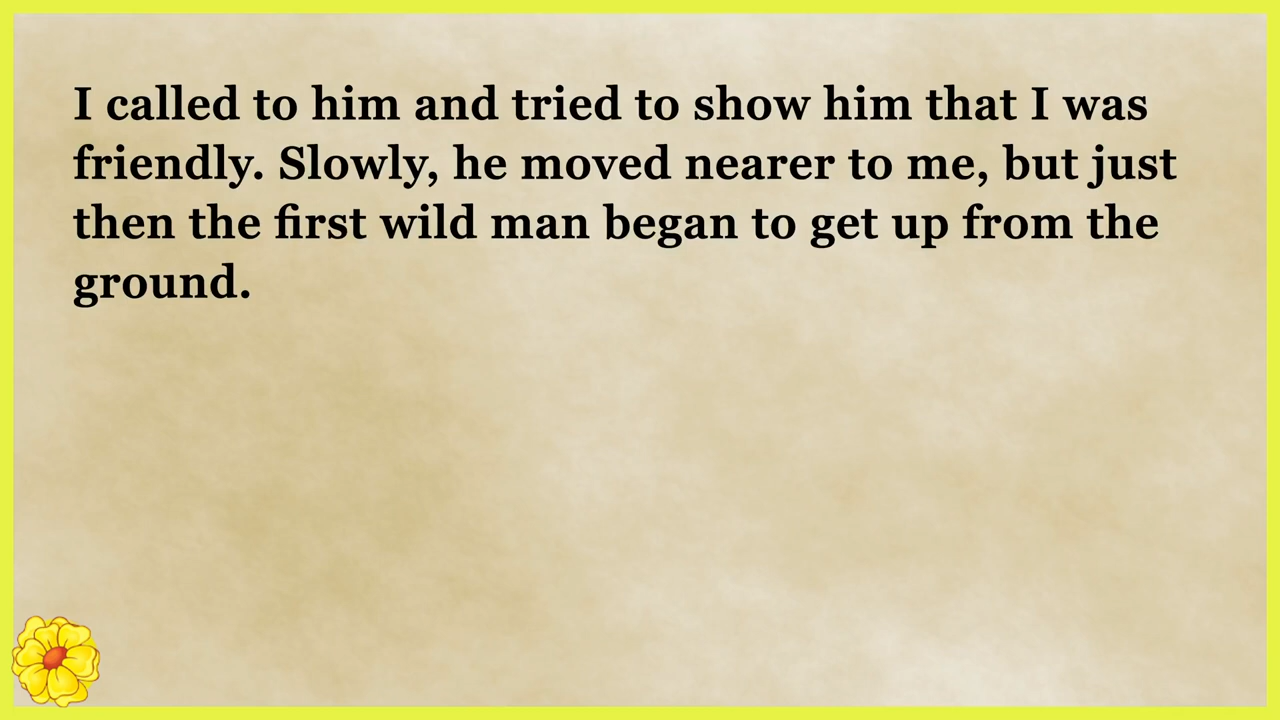 I called to him and tried to show him that I was
friendly. Slowly, he moved nearer to me, but just
then the first wild man began to get up from the
ground.